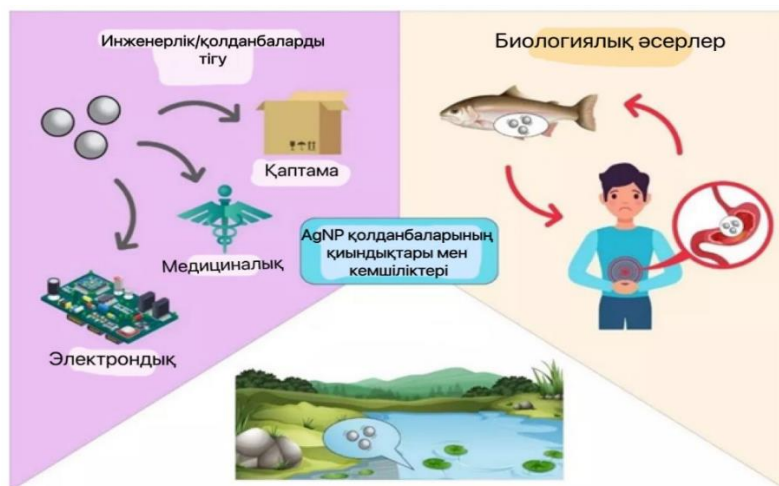 Инженерлік/қолданбаларды
тігу
Қаптама
Медициналық
Электрондық
Биологиялық әсерлер
AgNP қолданбаларының
қиындықтары мен
кемшіліктері